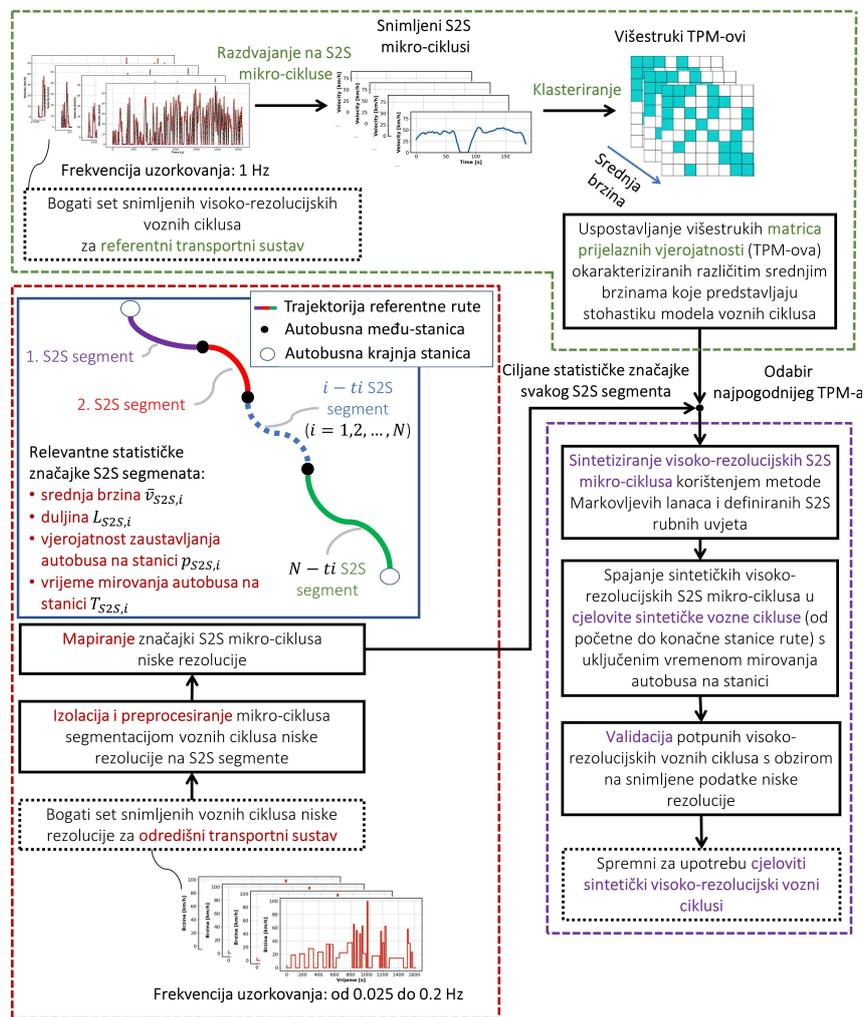 Razdvajanje na S2S
mikro-cikluse
Snimljeni S2S
mikro-ciklusi
Klasteriranje
Višestruki TPM-ovi
Velocity [km/h]
Time [s]
Srednja
brzina
Frekvencija uzorkovanja: 1 Hz
Bogati set snimljenih visoko-rezolucijskih
voznih ciklusa
za referentni transportni sustav
Uspostavljanje višestrukih matrica
prijelaznih vjerojatnosti (TPM-ova)
okarakteriziranih različitim srednjim
brzinama koje predstavljaju
stohastiku modela voznih ciklusa
Trajektorija referentne rute
Autobusna među-stanica
Autobusna krajnja stanica
1. S2S segment
2. S2S segment
i − ti S2S
segment
(i = 1,2, … , N)
N − ti S2S
segment
Relevantne statističke
značajke S2S segmenata:
• srednja brzina v̄S2S,i
• duljina LS2S,i
• vjerojatnost zaustavljanja
autobusa na stanici pS2S,i
• vrijeme mirovanja autobusa na
stanici TS2S,i
Ciljane statističke značajke
svakog S2S segmenta
Odabir
najpogodnijeg TPM-a
Mapiranje značajki S2S mikro-ciklusa
niske rezolucije
Izolacija i preprocesiranje mikro-ciklusa
segmentacijom voznih ciklusa niske
rezolucije na S2S segmente
Bogati set snimljenih voznih ciklusa niske
rezolucije za odredišni transportni sustav
Brzina [km/h]
Vrijeme [s]
Frekvencija uzorkovanja: od 0.025 do 0.2 Hz
Sintetiziranje visoko-rezolucijskih S2S
mikro-ciklusa korištenjem metode
Markovljevih lanaca i definiranih S2S
rubnih uvjeta
Spajanje sintetičkih visoko-
rezolucijskih S2S mikro-ciklusa u
cjelovite sintetičke vozne cikluse (od
početne do konačne stanice rute) s
uključenim vremenom mirovanja
autobusa na stanici
Validacija potpunih visoko-
rezolucijskih voznih ciklusa s obzirom
na snimljene podatke niske
rezolucije
Spremni za upotrebu cjeloviti
sintetički visoko-rezolucijski vozni
ciklusi